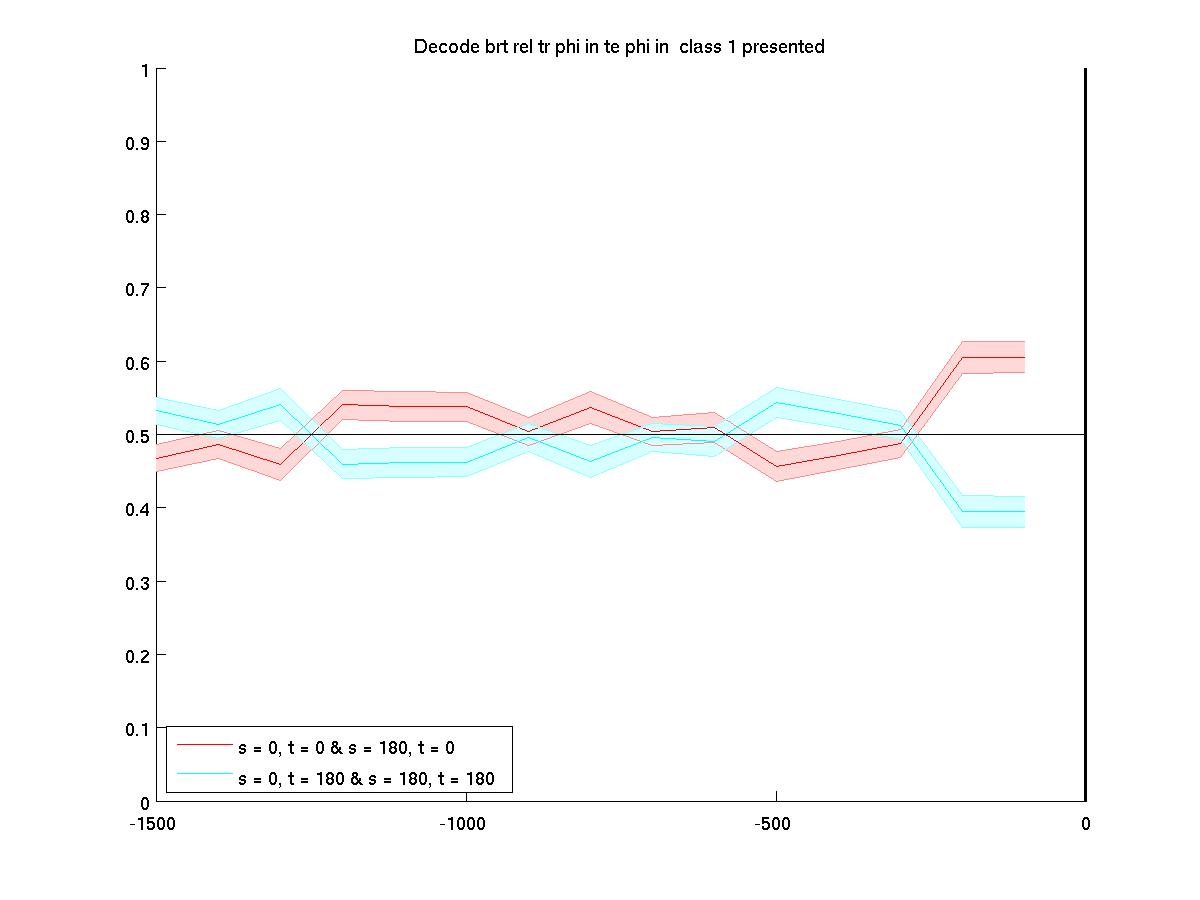 Decode brt rel tr phi in te phi in  class 1 presented
1
0.9
0.8
0.7
0.6
0.5
0.4
0.3
0.2
0.1
0
s = 0, t = 0 & s = 180, t = 0
s = 0, t = 180 & s = 180, t = 180
-1500 -1000 -500 0